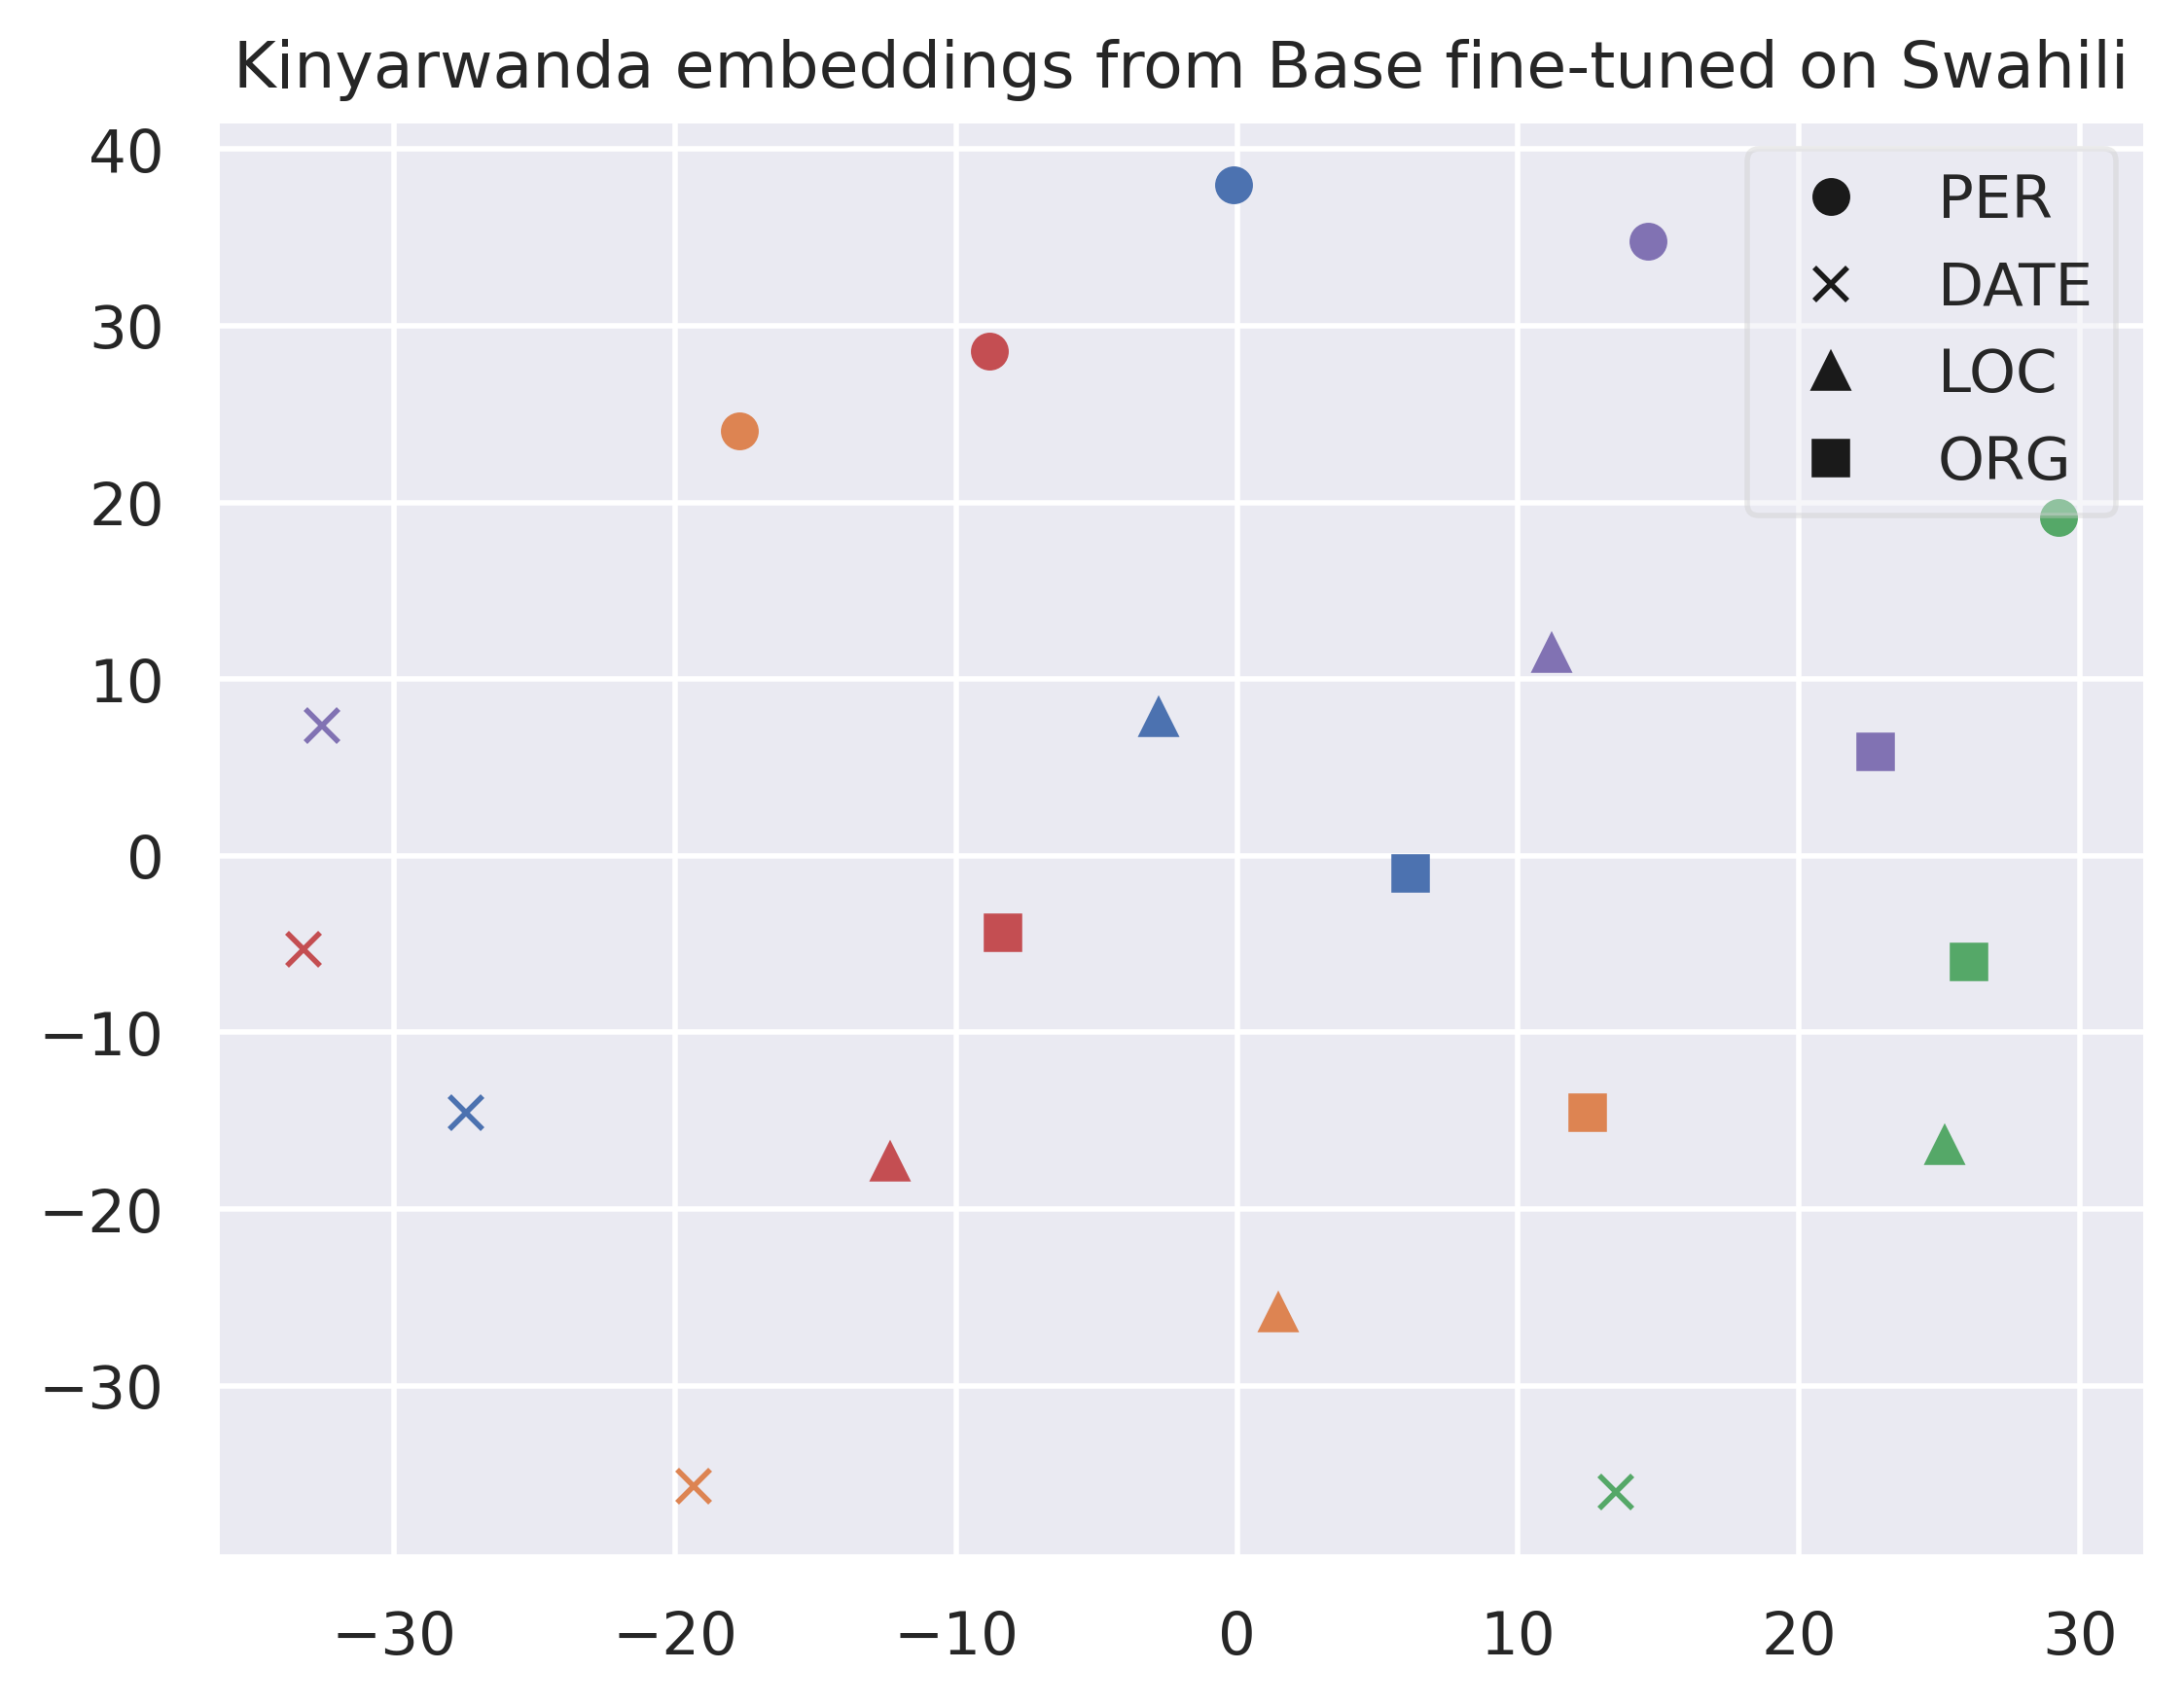 Kinyarwanda embeddings from Base fine-tuned on Swahili
40
30
20
10
0
−10
−20
−30
−30 −20 −10 0 10 20 30
PER
DATE
LOC
ORG